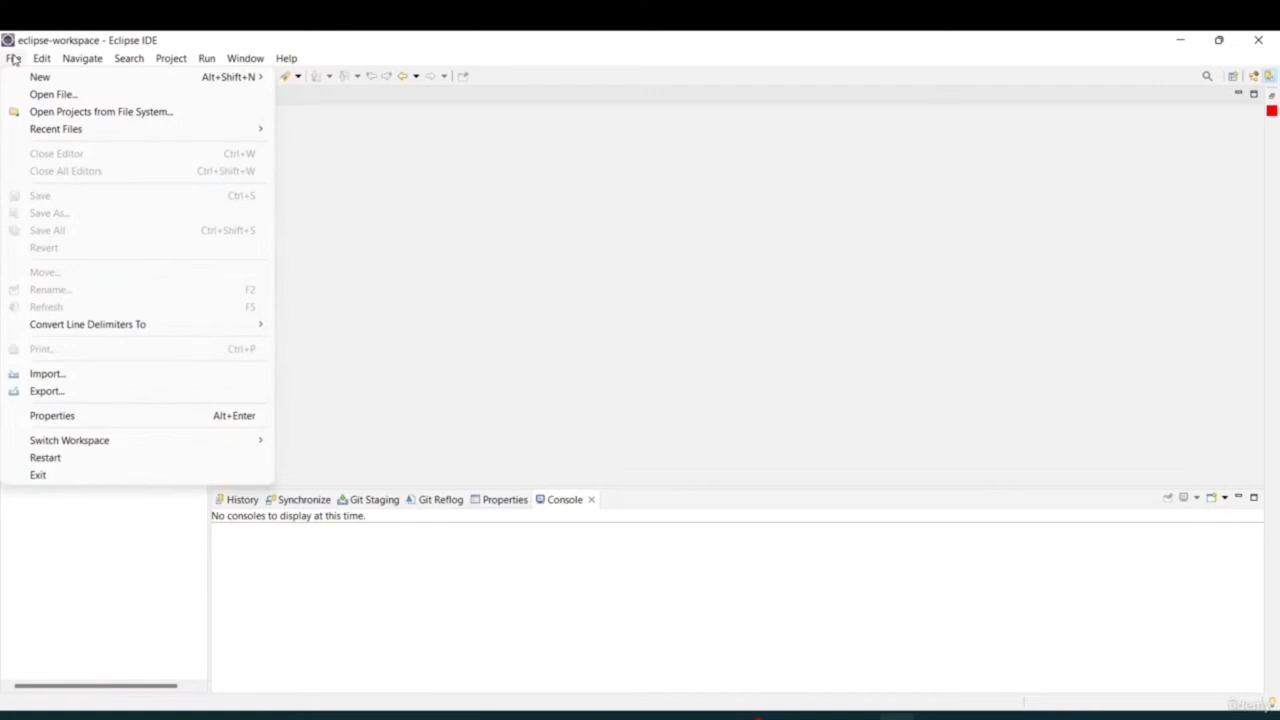 eclipse-workspace - Eclipse IDE
File Edit Navigate Search Project Run Window Help
New Alt+Shift+N
Open File...
Open Projects from File System...
Recent Files
Close Editor Ctrl+W
Close All Editors Ctrl+Shift+W
Save Ctrl+S
Save As...
Save All Ctrl+Shift+S
Revert
Move...
Rename... F2
Refresh F5
Convert Line Delimiters To
Print... Ctrl+P
Import...
Export...
Properties Alt+Enter
Switch Workspace
Restart
Exit
History Synchronize Git Staging Git Reflog Properties Console
No consoles to display at this time.
Udemy